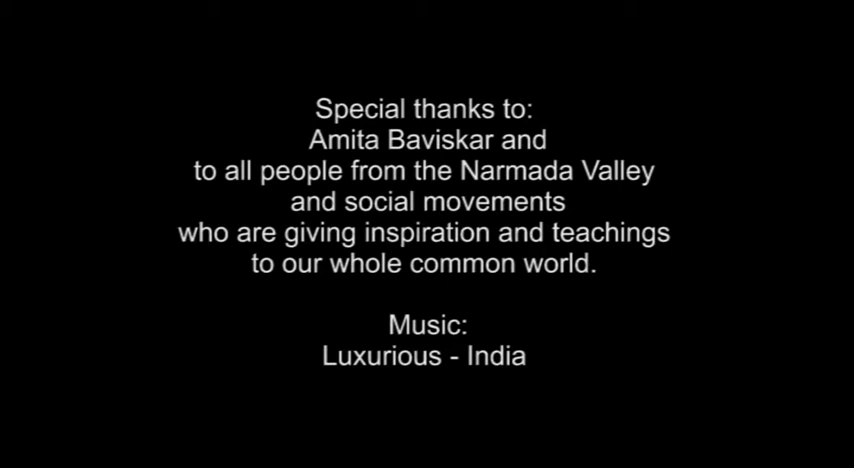 Special thanks to:
Amita Baviskar and
to all people from the Narmada Valley
and social movements
who are giving inspiration and teachings
to our whole common world.
Music:
Luxurious - India